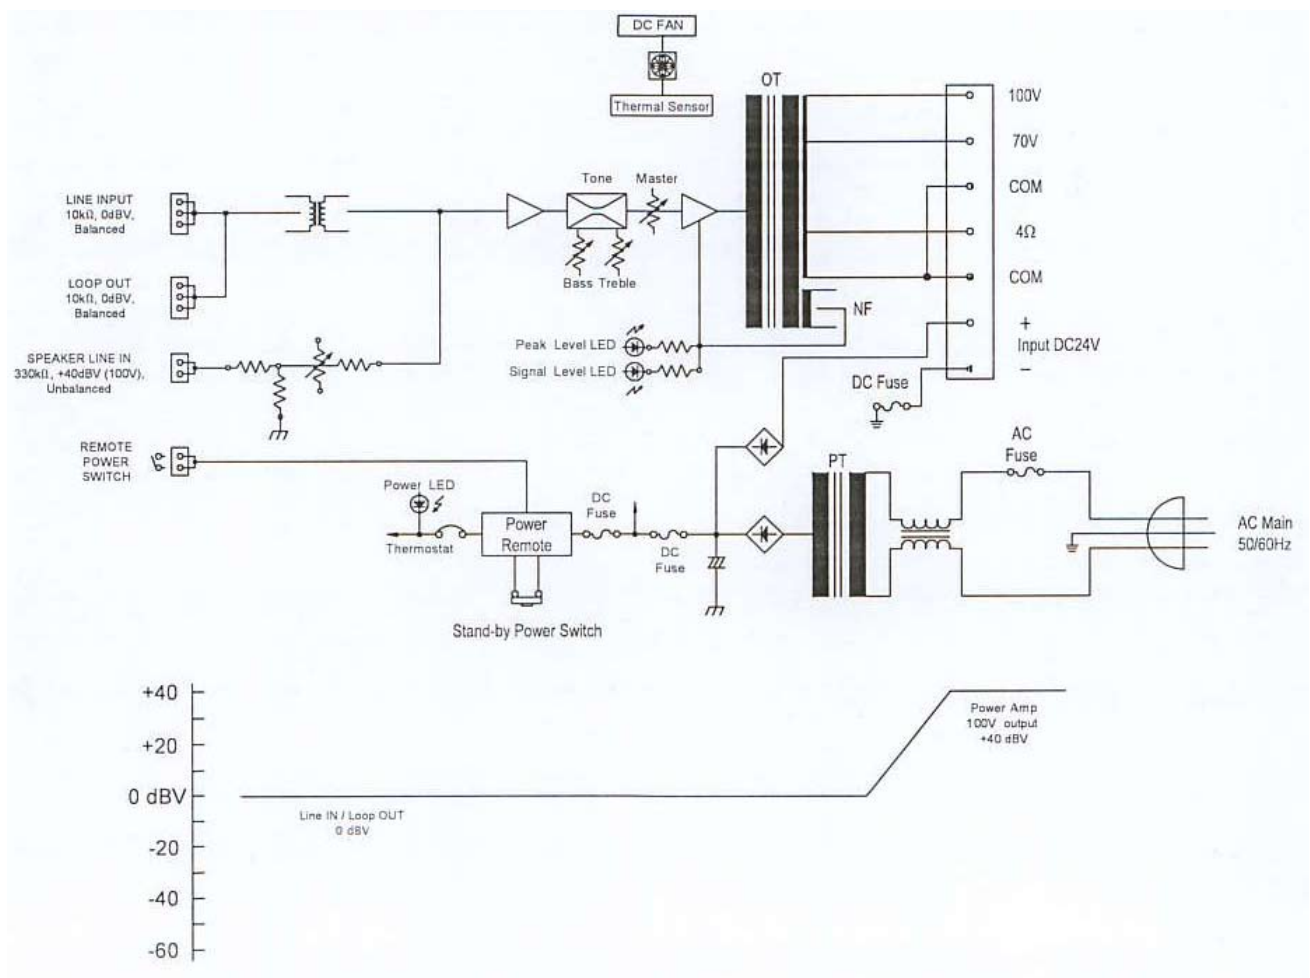 DC FAN
Thermal Sensor
OT
100V
70V
COM
4Ω
COM
+
Input DC24V
−
NF
DC Fuse
LINE INPUT
10kΩ, 0dBV,
Balanced
LOOP OUT
10kΩ, 0dBV,
Balanced
SPEAKER LINE IN
330kΩ, +40dBV (100V),
Unbalanced
REMOTE
POWER
SWITCH
Tone
Master
Bass Treble
Peak Level LED
Signal Level LED
Power LED
Thermostat
Power
Remote
DC
Fuse
DC
Fuse
Stand-by Power Switch
PT
AC
Fuse
AC Main
50/60Hz
+40
+20
0 dBV
-20
-40
-60
Line IN / Loop OUT
0 dBV
Power Amp
100V output
+40 dBV